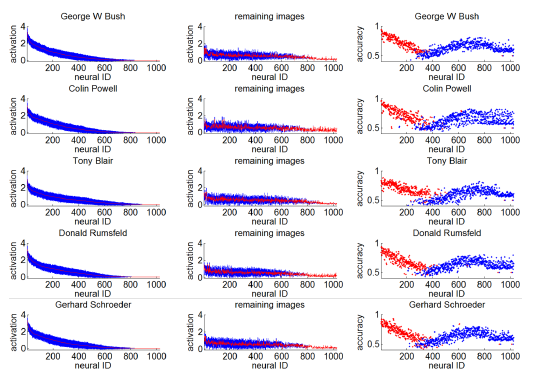 George W Bush remaining images George W Bush
activation 4 2 0 200 400 600 800 1000 neural ID
activation 4 2 0 0 200 400 600 800 1000 neural ID
accuracy 1 0.5 200 400 600 800 1000 neural ID
Colin Powell remaining images Colin Powell
activation 4 2 0 200 400 600 800 1000 neural ID
activation 4 2 0 0 200 400 600 800 1000 neural ID
accuracy 1 0.5 200 400 600 800 1000 neural ID
Tony Blair remaining images Tony Blair
activation 4 2 0 200 400 600 800 1000 neural ID
activation 4 2 0 0 200 400 600 800 1000 neural ID
accuracy 1 0.5 200 400 600 800 1000 neural ID
Donald Rumsfeld remaining images Donald Rumsfeld
activation 4 2 0 200 400 600 800 1000 neural ID
activation 4 2 0 0 200 400 600 800 1000 neural ID
accuracy 1 0.5 200 400 600 800 1000 neural ID
Gerhard Schroeder remaining images Gerhard Schroeder
activation 4 2 0 200 400 600 800 1000 neural ID
activation 4 2 0 0 200 400 600 800 1000 neural ID
accuracy 1 0.5 200 400 600 800 1000 neural ID